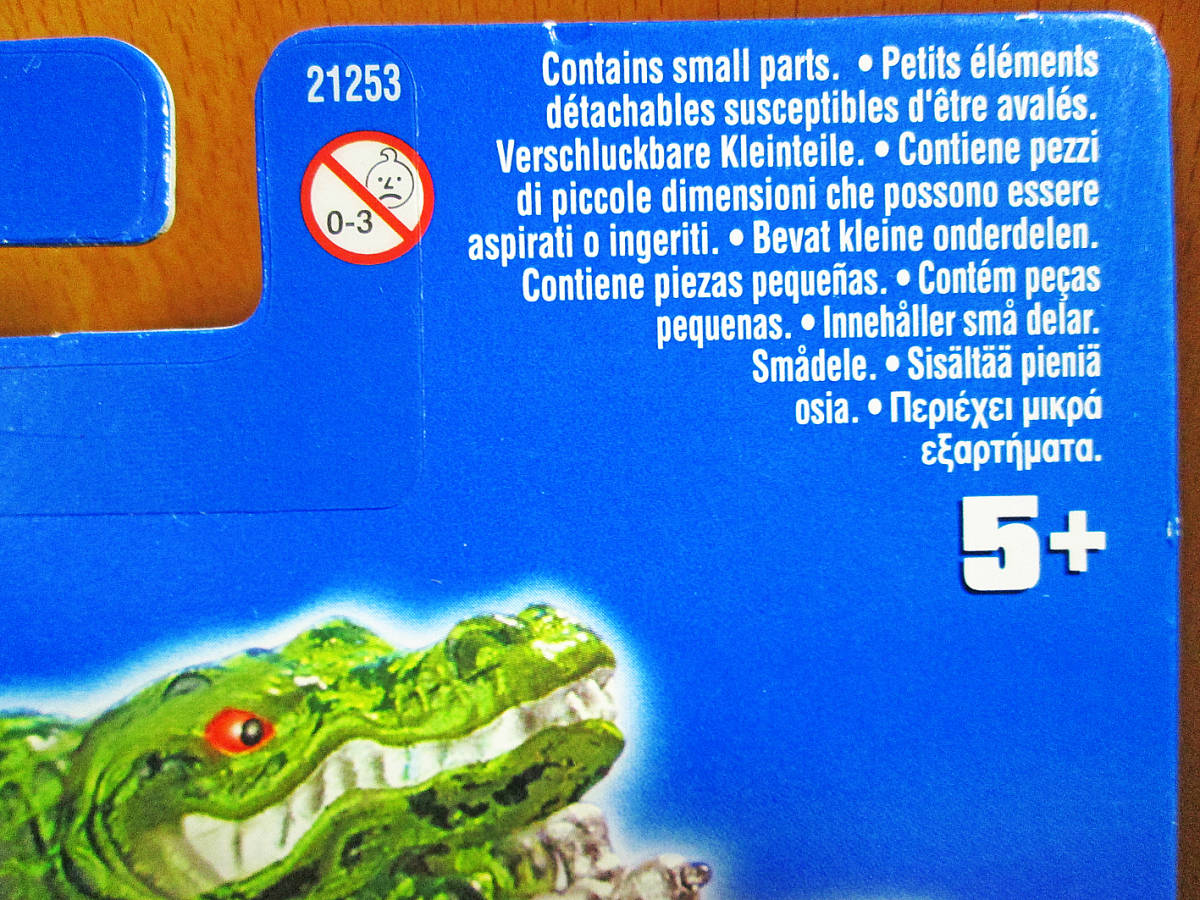 21253
0-3
Contains small parts. • Petits éléments
détachables susceptibles d'être avalés.
Verschluckbare Kleinteile. • Contiene pezzi
di piccole dimensioni che possono essere
aspirati o ingeriti. • Bevat kleine onderdelen.
Contiene piezas pequeñas. • Contém peças
pequenas. • Innehåller små delar.
Smådele. • Sisältää pieniä
osia. • Περιέχει μικρά
εξαρτήματα.
5+